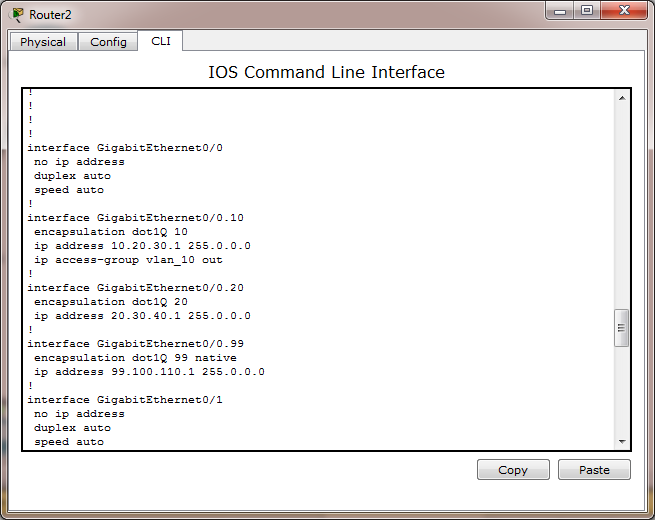 Router2
Physical Config CLI
IOS Command Line Interface
!
!
!
!
interface GigabitEthernet0/0
no ip address
duplex auto
speed auto
!
interface GigabitEthernet0/0.10
encapsulation dot1Q 10
ip address 10.20.30.1 255.0.0.0
ip access-group vlan_10 out
!
interface GigabitEthernet0/0.20
encapsulation dot1Q 20
ip address 20.30.40.1 255.0.0.0
!
interface GigabitEthernet0/0.99
encapsulation dot1Q 99 native
ip address 99.100.110.1 255.0.0.0
!
interface GigabitEthernet0/1
no ip address
duplex auto
speed auto
Copy Paste